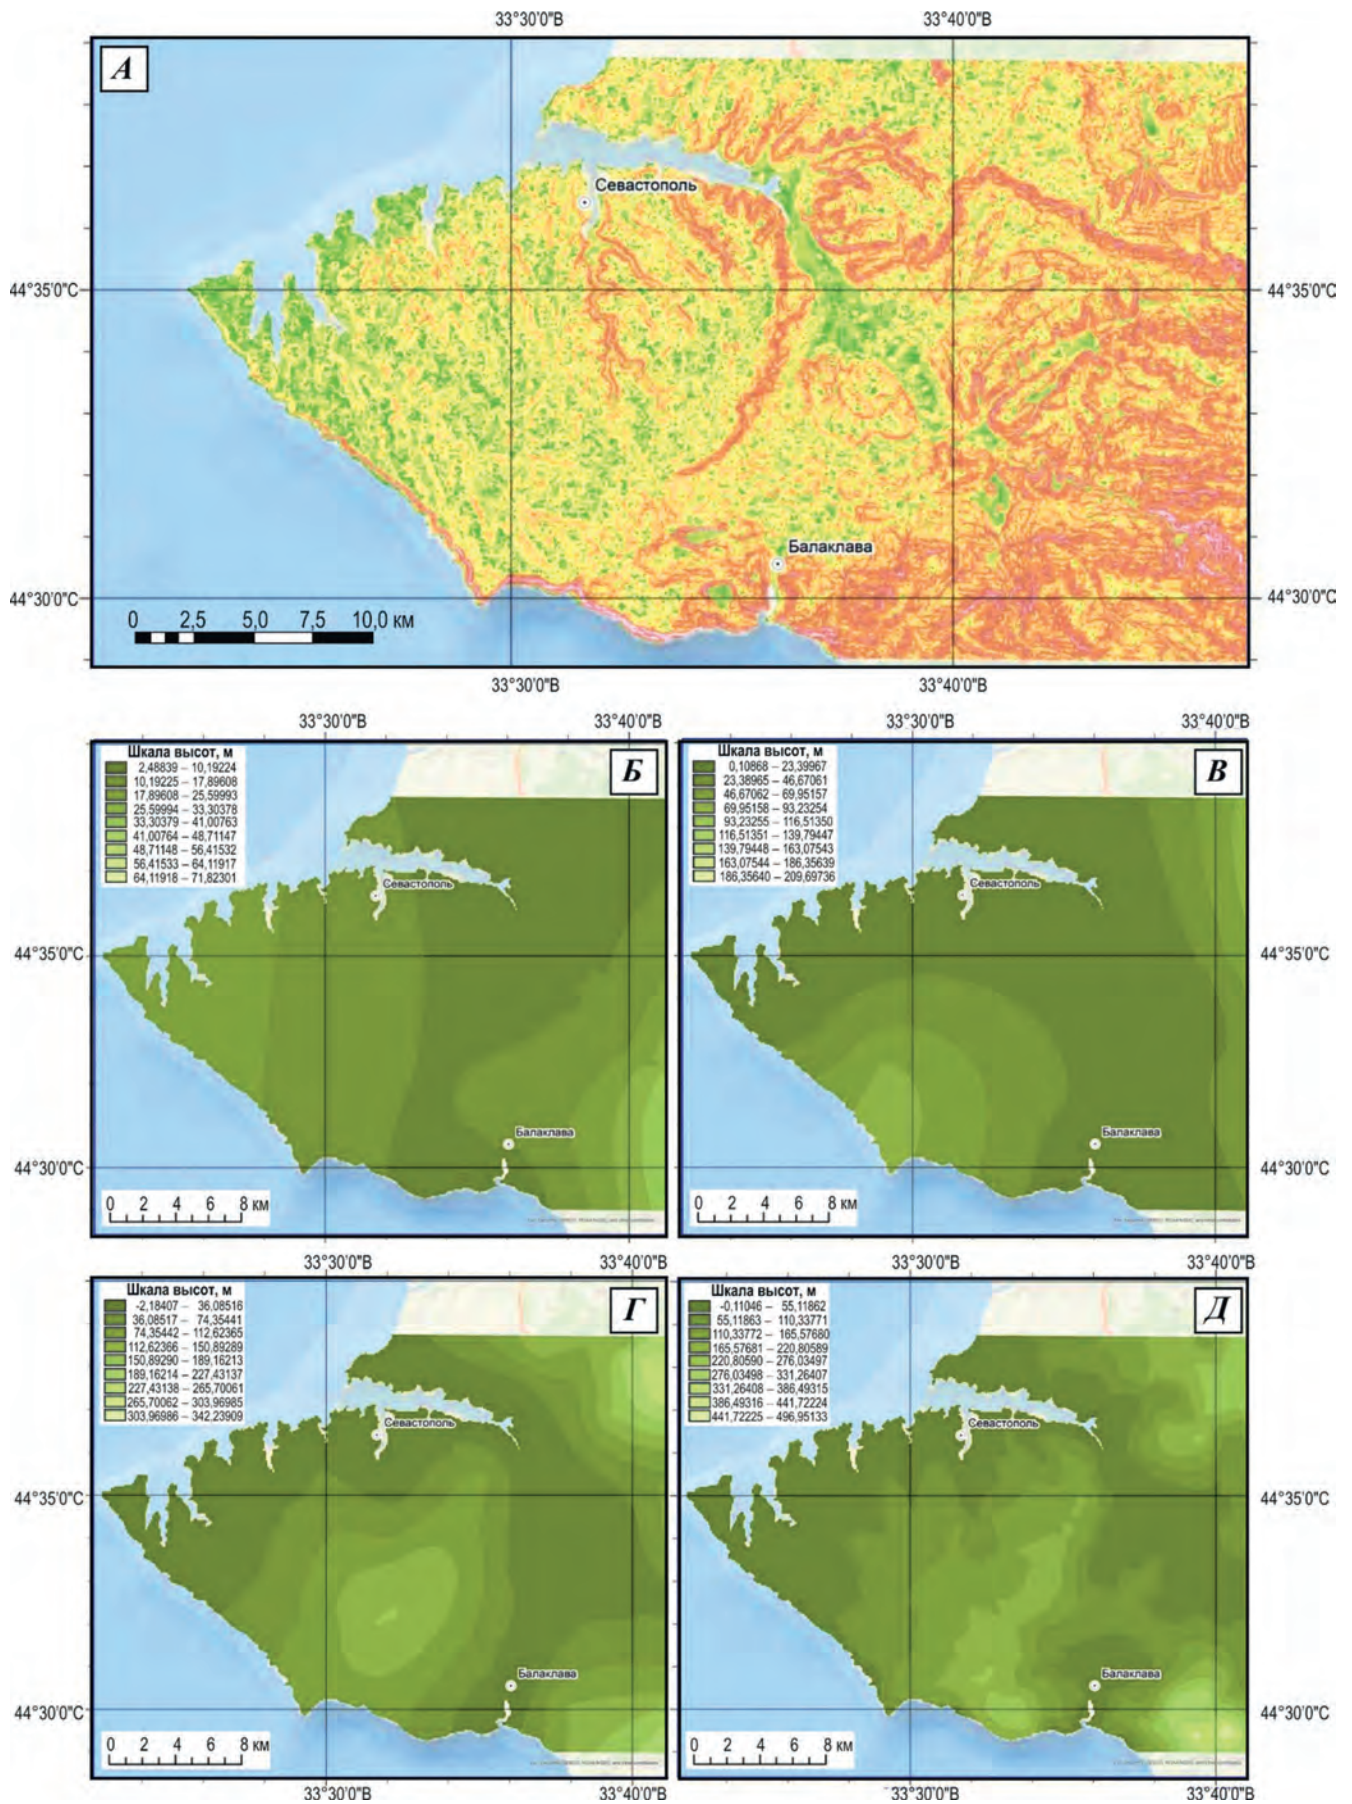 33°30'0"В 33°40'0"В
А
Севастополь
44°35'0"С 44°35'0"С
Балаклава
44°30'0"С 44°30'0"С
0 2,5 5,0 7,5 10,0 км
33°30'0"В 33°40'0"В
33°30'0"В 33°40'0"В 33°30'0"В 33°40'0"В
Шкала высот, м
2,48839 – 10,19224
10,19225 – 17,89608
17,89608 – 25,59993
25,59994 – 33,30378
33,30379 – 41,00763
41,00764 – 48,71147
48,71148 – 56,41532
56,41533 – 64,11917
64,11918 – 71,82301
Б
Севастополь
44°35'0"С
Балаклава
44°30'0"С
0 2 4 6 8 км
Шкала высот, м
0,10868 – 23,39967
23,38965 – 46,67061
46,67062 – 69,95157
69,95158 – 93,23254
93,23255 – 116,51350
116,51351 – 139,79447
139,79448 – 163,07543
163,07544 – 186,35639
186,35640 – 209,69736
В
Севастополь
44°35'0"С
Балаклава
44°30'0"С
0 2 4 6 8 км
33°30'0"В 33°40'0"В 33°30'0"В 33°40'0"В
Шкала высот, м
-2,18407 – 36,08516
36,08517 – 74,35441
74,35442 – 112,62365
112,62366 – 150,89289
150,89290 – 189,16213
189,16214 – 227,43137
227,43138 – 265,70061
265,70062 – 303,96985
303,96986 – 342,23909
Г
Севастополь
44°35'0"С
Балаклава
44°30'0"С
0 2 4 6 8 км
Шкала высот, м
-0,11046 – 55,11862
55,11863 – 110,33771
110,33772 – 165,57680
165,57681 – 220,80589
220,80590 – 276,03497
276,03498 – 331,26407
331,26408 – 386,49315
386,49316 – 441,72224
441,72225 – 496,95133
Д
Севастополь
44°35'0"С
Балаклава
44°30'0"С
0 2 4 6 8 км
33°30'0"В 33°40'0"В 33°30'0"В 33°40'0"В